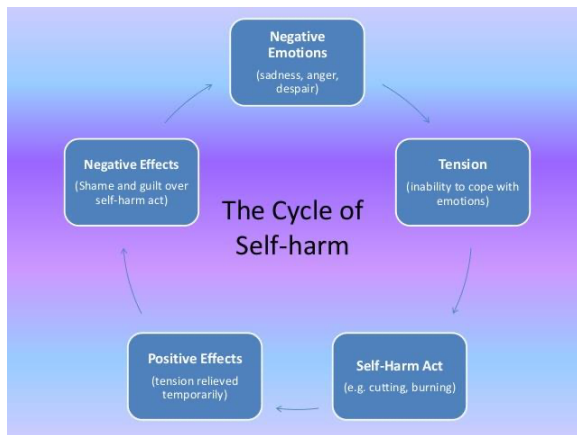 Negative
Emotions
(sadness, anger,
despair)
Tension
(inability to cope with
emotions)
Self-Harm Act
(e.g. cutting, burning)
Positive Effects
(tension relieved
temporarily)
Negative Effects
(Shame and guilt over
self-harm act)
The Cycle of
Self-harm